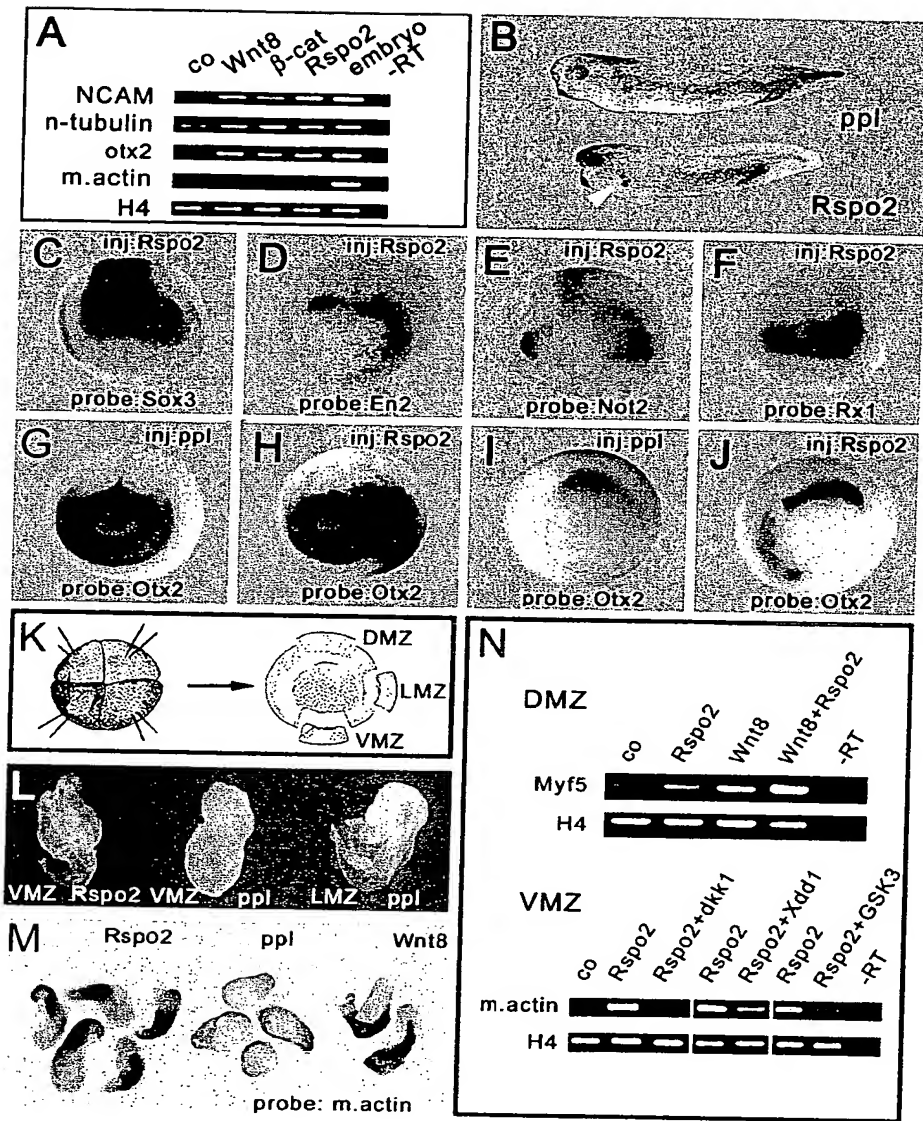 A
co Wnt8 β-cat Rspo2 embryo -RT
NCAM
n-tubulin
otx2
m.actin
H4
B
ppl
Rspo2
C
inj:Rspo2
probe:Sox3
D
inj:Rspo2
probe:En2
E
inj:Rspo2
probe:Not2
F
inj:Rspo2
probe:Rx1
G
inj:ppl
probe:Otx2
H
inj:Rspo2
probe:Otx2
I
inj:ppl
probe:Otx2
J
inj:Rspo2
probe:Otx2
K
DMZ
LMZ
VMZ
L
VMZ Rspo2 VMZ ppl LMZ ppl
M
Rspo2 ppl Wnt8
probe: m.actin
N
DMZ
co Rspo2 Wnt8 Wnt8+Rspo2 -RT
Myf5
H4
VMZ
co Rspo2 Rspo2+dkk1 Rspo2 Rspo2+Xdd1 Rspo2 Rspo2+GSK3 -RT
m.actin
H4